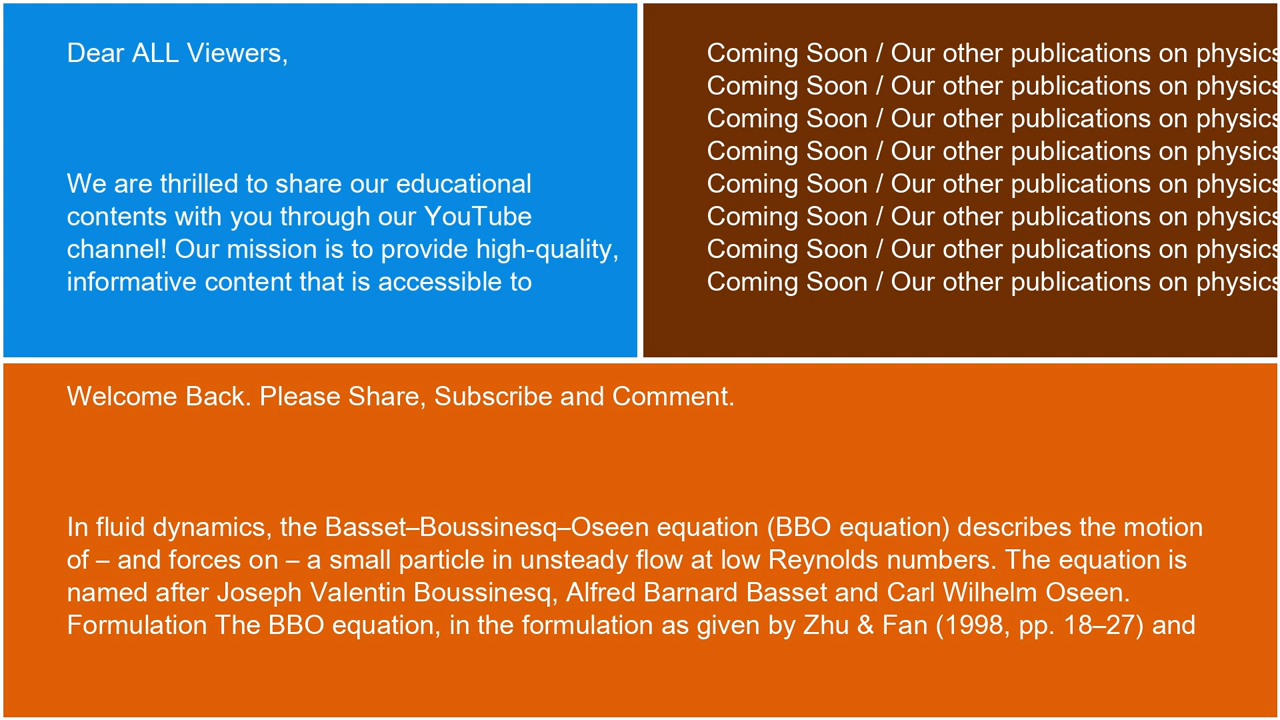 Dear ALL Viewers,
We are thrilled to share our educational
contents with you through our YouTube
channel! Our mission is to provide high-quality,
informative content that is accessible to
Coming Soon / Our other publications on physics
Coming Soon / Our other publications on physics
Coming Soon / Our other publications on physics
Coming Soon / Our other publications on physics
Coming Soon / Our other publications on physics
Coming Soon / Our other publications on physics
Coming Soon / Our other publications on physics
Coming Soon / Our other publications on physics
Welcome Back. Please Share, Subscribe and Comment.
In fluid dynamics, the Basset–Boussinesq–Oseen equation (BBO equation) describes the motion
of – and forces on – a small particle in unsteady flow at low Reynolds numbers. The equation is
named after Joseph Valentin Boussinesq, Alfred Barnard Basset and Carl Wilhelm Oseen.
Formulation The BBO equation, in the formulation as given by Zhu & Fan (1998, pp. 18–27) and